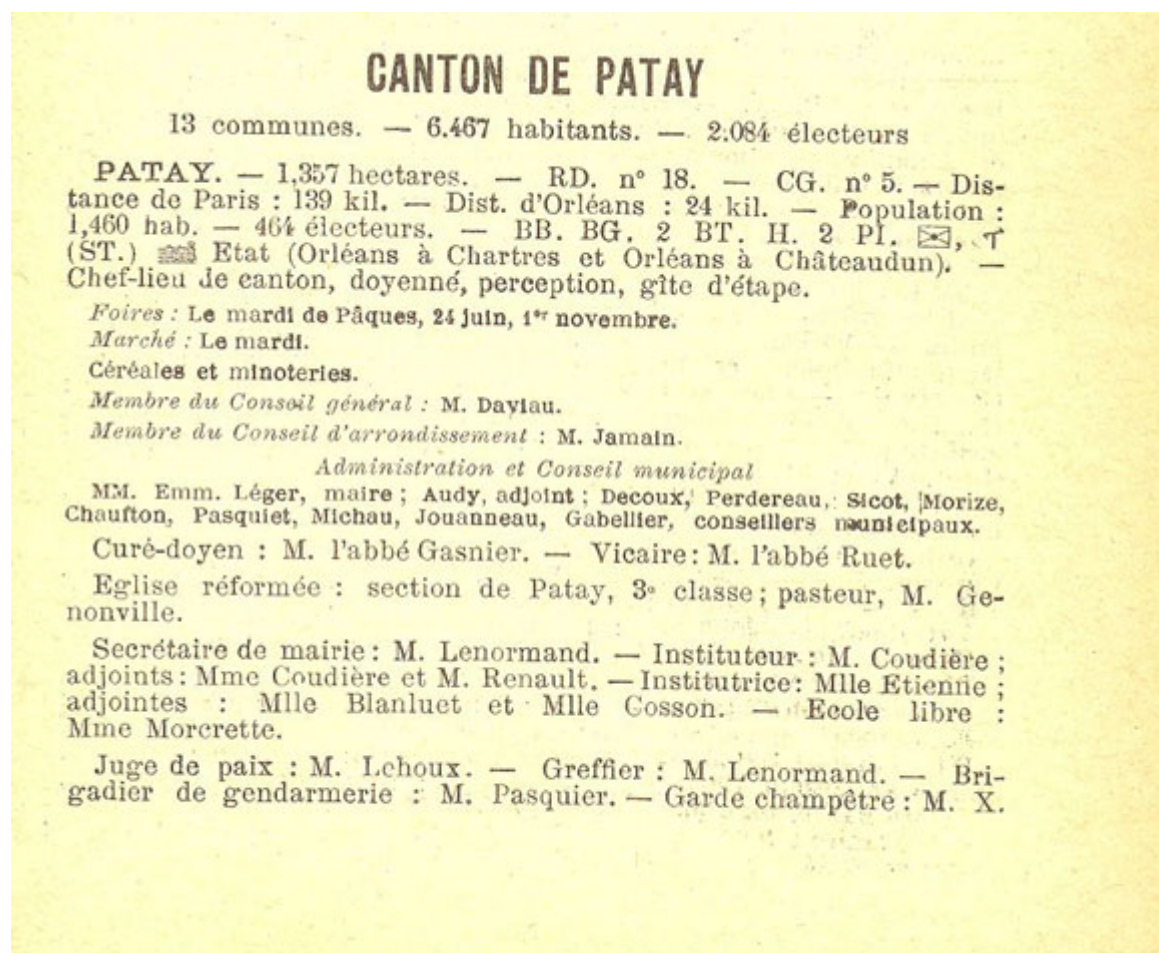 CANTON DE PATAY
13 communes. — 6.467 habitants. — 2.084 électeurs
PATAY. — 1,357 hectares. — RD. n° 18. — CG. n° 5. — Dis-
tance de Paris : 139 kil. — Dist. d'Orléans : 24 kil. — Population :
1,460 hab. — 464 électeurs. — BB. BG. 2 BT. H. 2 PI.
(ST.) Etat (Orléans à Chartres et Orléans à Châteaudun). —
Chef-lieu de canton, doyenné, perception, gîte d'étape.
Foires : Le mardi de Pâques, 24 juin, 1er novembre.
Marché : Le mardi.
Céréales et minoteries.
Membre du Conseil général : M. Daviau.
Membre du Conseil d'arrondissement : M. Jamain.
Administration et Conseil municipal
MM. Emm. Léger, maire ; Audy, adjoint ; Decoux, Perdereau, Sicot, Morize,
Chaufton, Pasquiet, Michau, Jouanneau, Gabellier, conseillers municipaux.
Curé-doyen : M. l'abbé Gasnier. — Vicaire : M. l'abbé Ruet.
Eglise réformée : section de Patay, 3e classe ; pasteur, M. Ge-
nonville.
Secrétaire de mairie : M. Lenormand. — Instituteur : M. Coudière ;
adjoints : Mme Coudière et M. Renault. — Institutrice : Mlle Etienne ;
adjointes : Mlle Blanluet et Mlle Cosson. — Ecole libre :
Mme Morcrette.
Juge de paix : M. Lehoux. — Greffier : M. Lenormand. — Bri-
gadier de gendarmerie : M. Pasquier. — Garde champêtre : M. X.